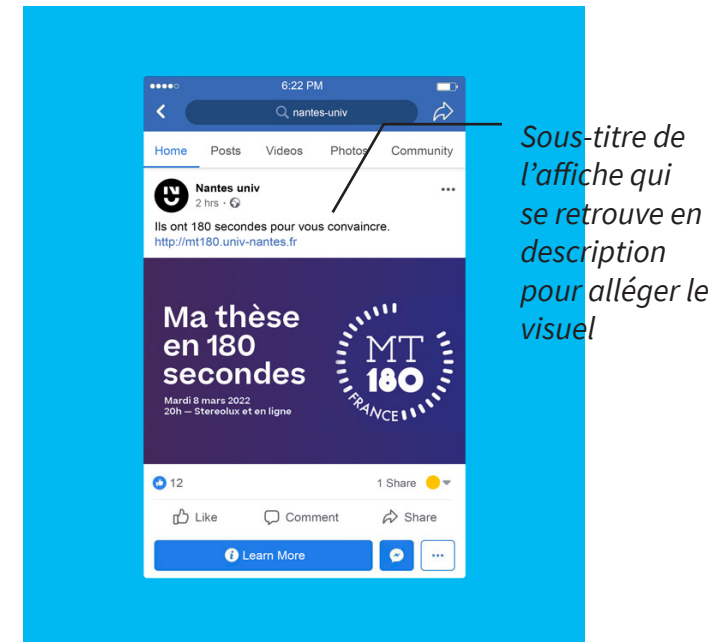 6:22 PM
nantes-univ
Home Posts Videos Photos Community
Nantes univ
2 hrs
Ils ont 180 secondes pour vous convaincre.
http://mt180.univ-nantes.fr
Ma thèse
en 180
secondes
Mardi 8 mars 2022
20h — Stereolux et en ligne
MT
180
FRANCE
12
1 Share
Like Comment Share
Learn More
Sous-titre de
l’affiche qui
se retrouve en
description
pour alléger le
visuel